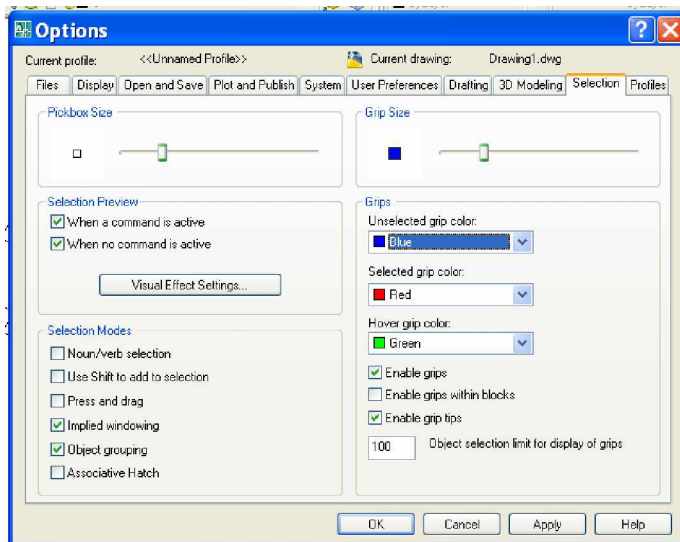 Options
Current profile: <<Unnamed Profile>> Current drawing: Drawing1.dwg
Files Display Open and Save Plot and Publish System User Preferences Drafting 3D Modeling Selection Profiles
Pickbox Size
Grip Size
Selection Preview
When a command is active
When no command is active
Visual Effect Settings...
Selection Modes
Noun/verb selection
Use Shift to add to selection
Press and drag
Implied windowing
Object grouping
Associative Hatch
Grips
Unselected grip color:
Blue
Selected grip color:
Red
Hover grip color:
Green
Enable grips
Enable grips within blocks
Enable grip tips
100 Object selection limit for display of grips
OK Cancel Apply Help